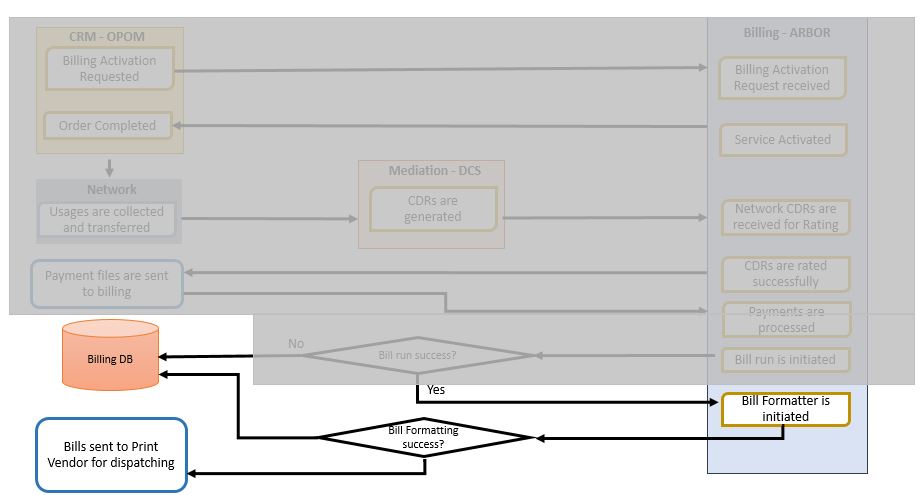 CRM - OPOM
Billing - ARBOR
Billing Activation
Requested
Billing Activation
Request received
Order Completed
Service Activated
Network
Mediation - DCS
Usages are collected
and transferred
CDRs are
generated
Network CDRs are
received for Rating
Payment files are sent
to billing
CDRs are rated
successfully
Payments are
processed
No
Billing DB
Bill run success?
Bill run is initiated
Yes
Bill Formatter is
initiated
Bill Formatting
success?
Bills sent to Print
Vendor for dispatching